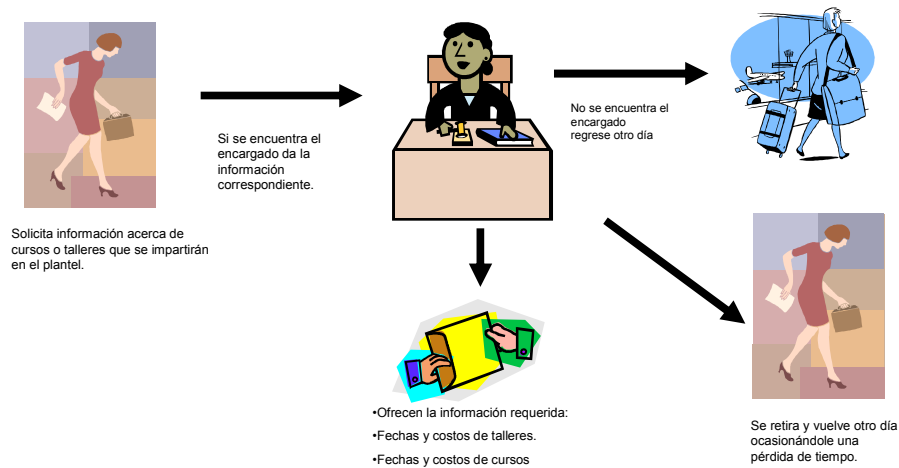 Solicita información acerca de
cursos o talleres que se impartirán
en el plantel.
Si se encuentra el
encargado da la
información
correspondiente.
No se encuentra el
encargado
regrese otro día
•Ofrecen la información requerida:
•Fechas y costos de talleres.
•Fechas y costos de cursos
Se retira y vuelve otro día
ocasionándole una
pérdida de tiempo.